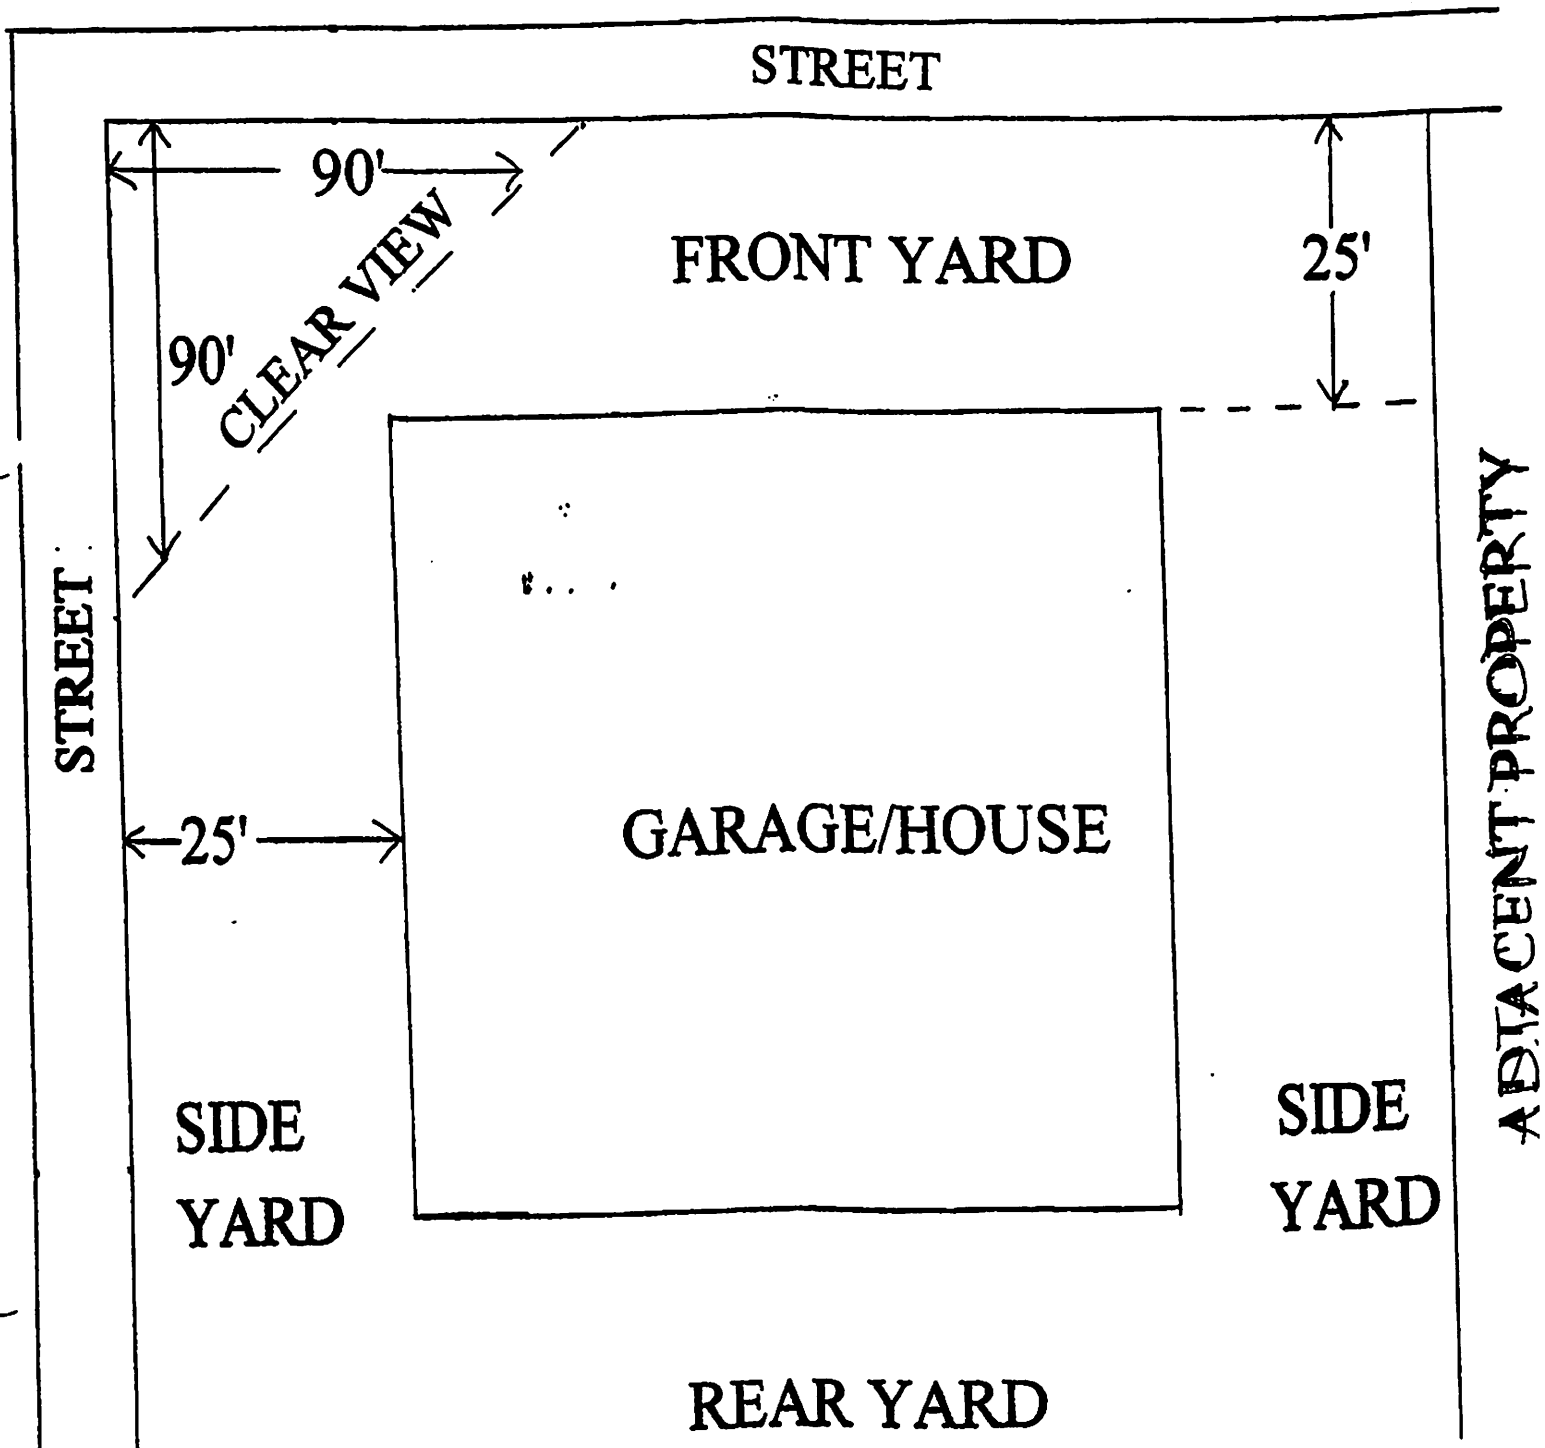 STREET
90'
CLEAR VIEW
90'
FRONT YARD
25'
STREET
ADJACENT PROPERTY
25'
GARAGE/HOUSE
SIDE
YARD
SIDE
YARD
REAR YARD